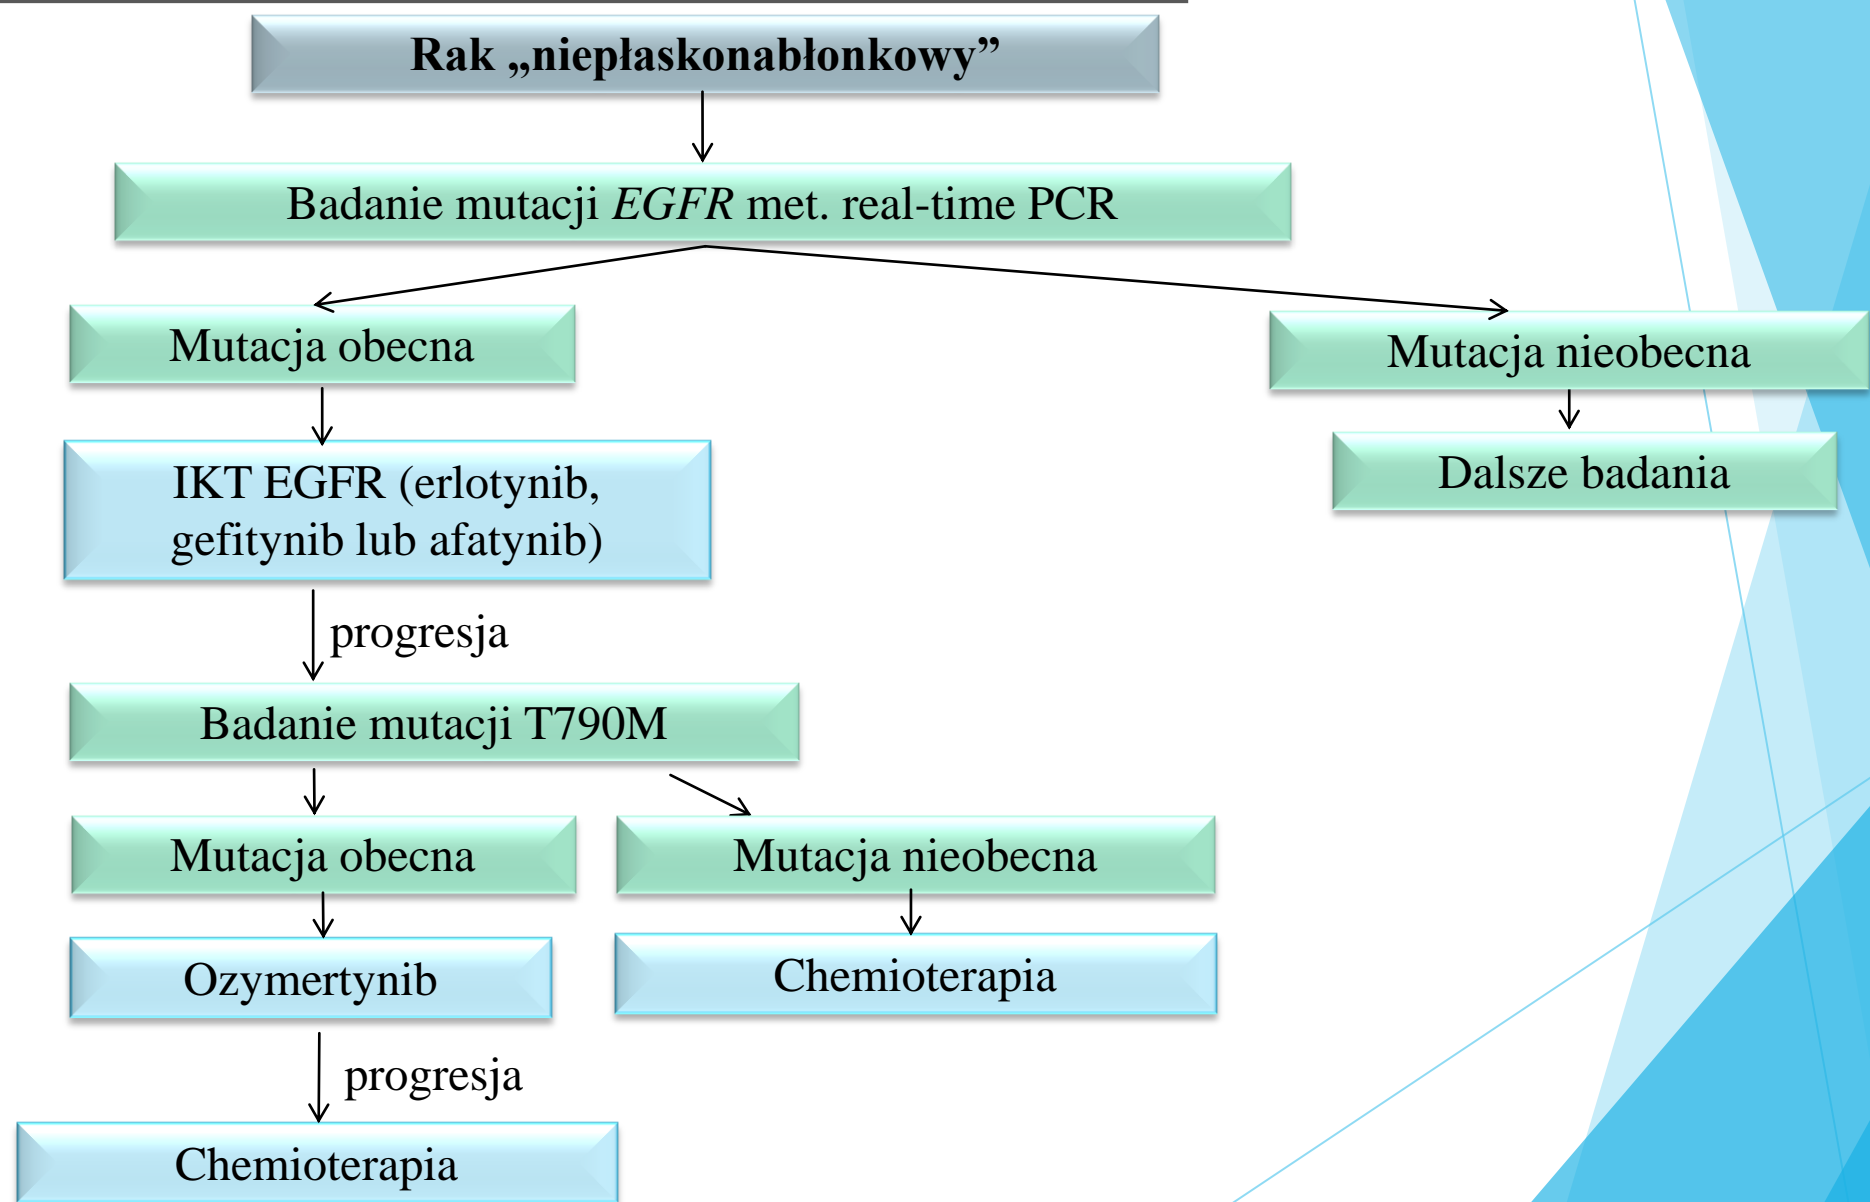 Rak „niepłaskonabłonkowy”
Badanie mutacji EGFR met. real-time PCR
Mutacja obecna
Mutacja nieobecna
IKT EGFR (erlotynib,
gefitynib lub afatynib)
Dalsze badania
progresja
Badanie mutacji T790M
Mutacja obecna
Mutacja nieobecna
Ozymertynib
Chemioterapia
progresja
Chemioterapia